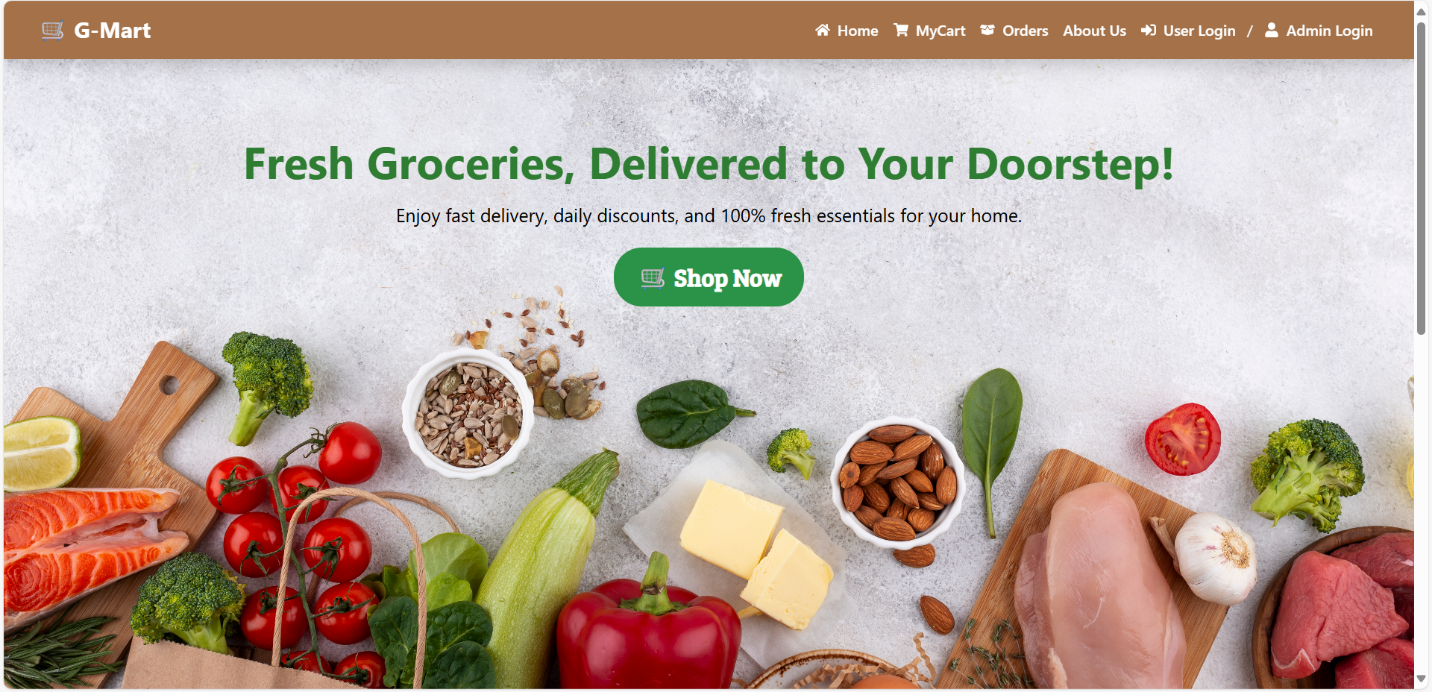 G-Mart
Home MyCart Orders About Us User Login / Admin Login
Fresh Groceries, Delivered to Your Doorstep!
Enjoy fast delivery, daily discounts, and 100% fresh essentials for your home.
Shop Now